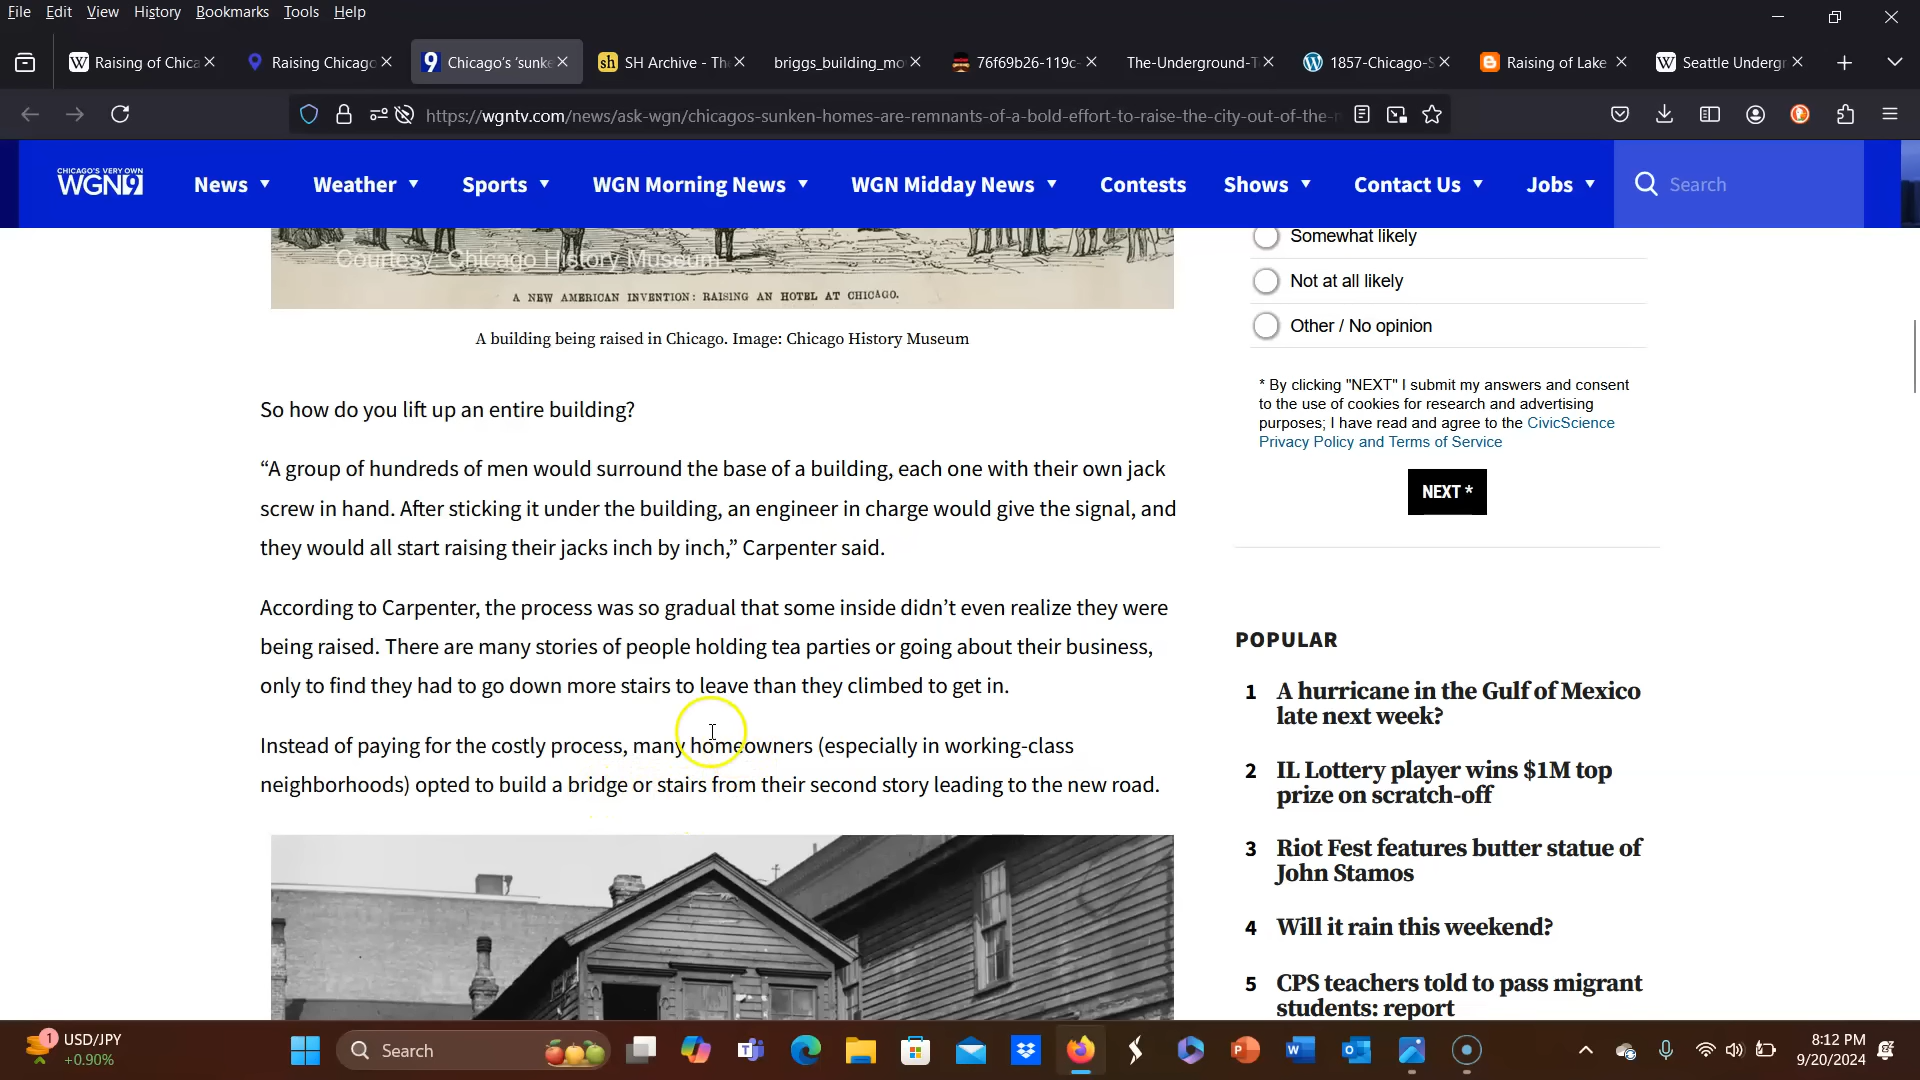 File Edit View History Bookmarks Tools Help
Raising of Chica
Raising Chicago
Chicago's 'sunke
SH Archive - Th
briggs_building_mo
76f69b26-119c-
The-Underground-T
1857-Chicago-S
Raising of Lake
Seattle Undergr
https://wgntv.com/news/ask-wgn/chicagos-sunken-homes-are-remnants-of-a-bold-effort-to-raise-the-city-out-of-the-
CHICAGO'S VERY OWN
WGN9
News Weather Sports WGN Morning News WGN Midday News Contests Shows Contact Us Jobs Search
Courtesy: Chicago History Museum
A NEW AMERICAN INVENTION: RAISING AN HOTEL AT CHICAGO.
A building being raised in Chicago. Image: Chicago History Museum
So how do you lift up an entire building?
“A group of hundreds of men would surround the base of a building, each one with their own jack
screw in hand. After sticking it under the building, an engineer in charge would give the signal, and
they would all start raising their jacks inch by inch,” Carpenter said.
According to Carpenter, the process was so gradual that some inside didn’t even realize they were
being raised. There are many stories of people holding tea parties or going about their business,
only to find they had to go down more stairs to leave than they climbed to get in.
Instead of paying for the costly process, many homeowners (especially in working-class
neighborhoods) opted to build a bridge or stairs from their second story leading to the new road.
Somewhat likely
Not at all likely
Other / No opinion
* By clicking "NEXT" I submit my answers and consent
to the use of cookies for research and advertising
purposes; I have read and agree to the CivicScience
Privacy Policy and Terms of Service
NEXT *
POPULAR
1 A hurricane in the Gulf of Mexico
late next week?
2 IL Lottery player wins $1M top
prize on scratch-off
3 Riot Fest features butter statue of
John Stamos
4 Will it rain this weekend?
5 CPS teachers told to pass migrant
students: report
1
USD/JPY
+0.90%
Search
8:12 PM
9/20/2024